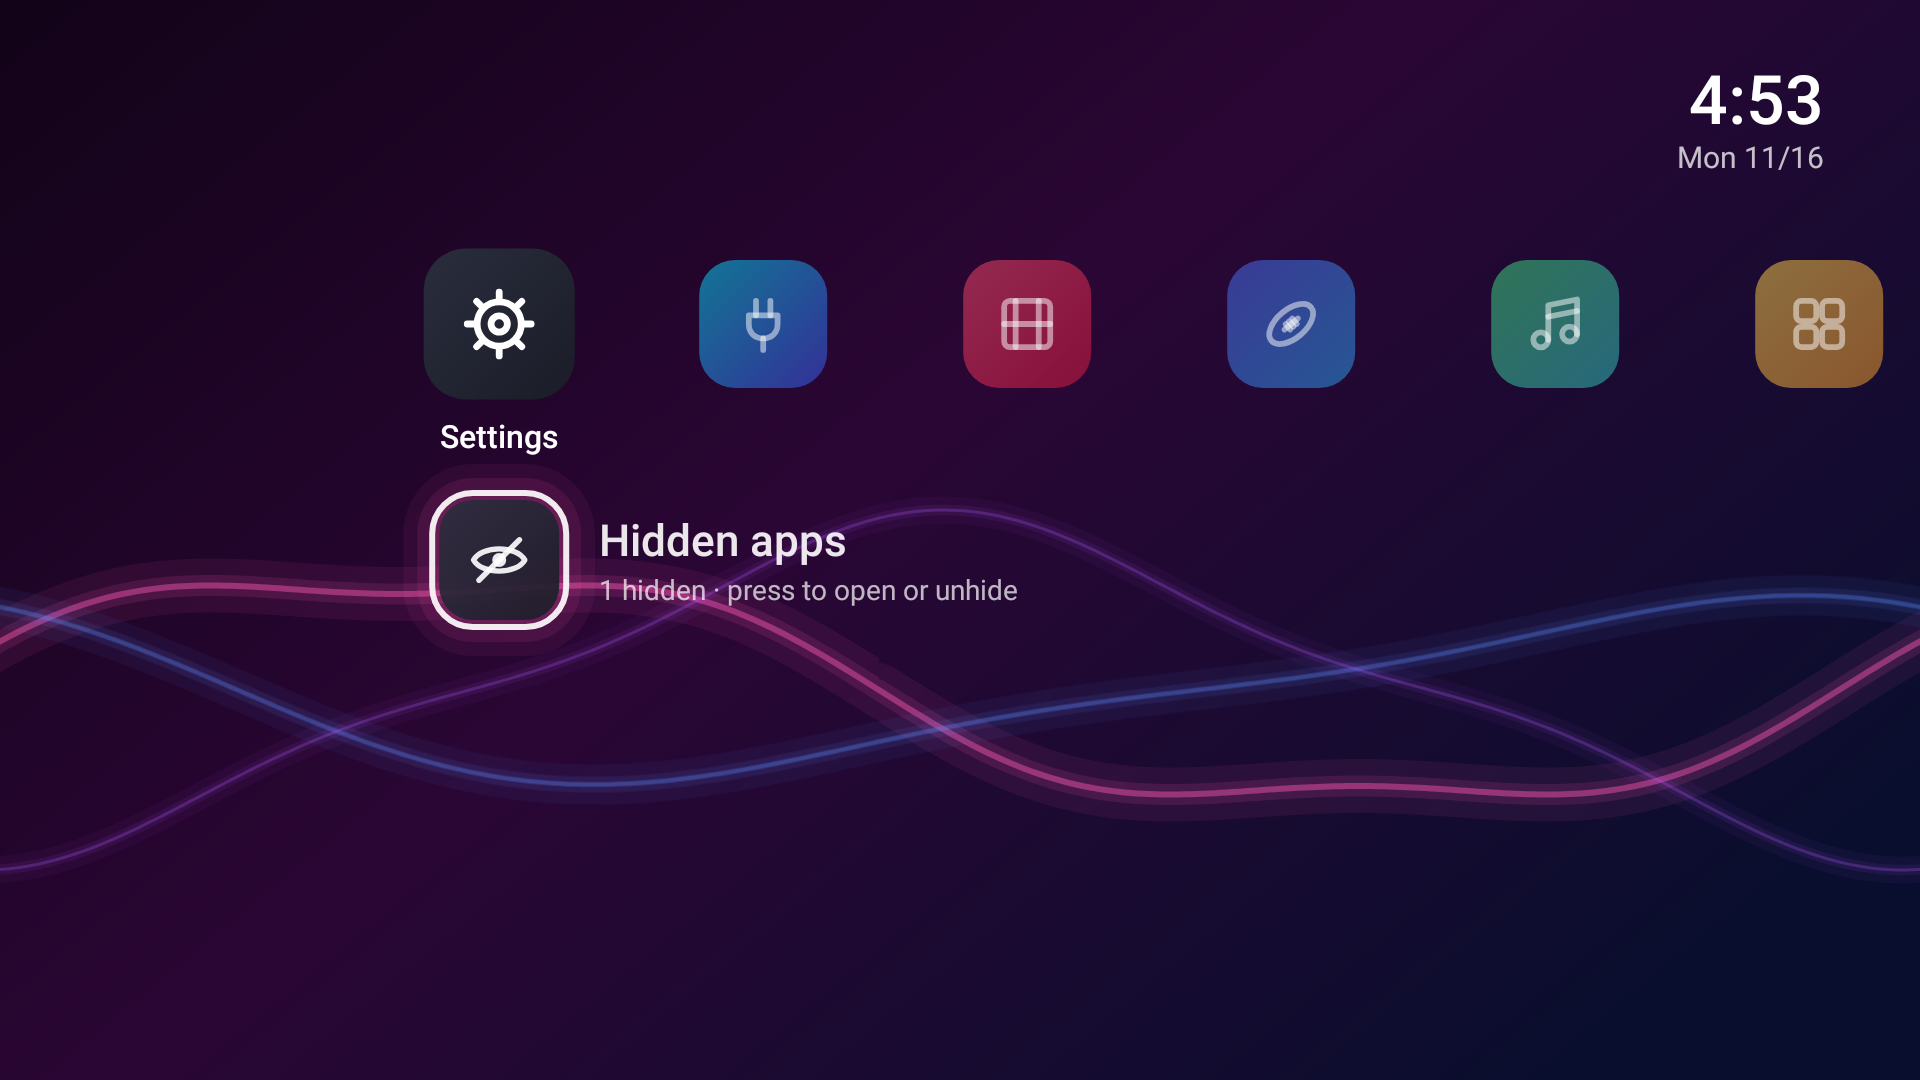 4:53
Mon 11/16
Settings
Hidden apps
1 hidden · press to open or unhide